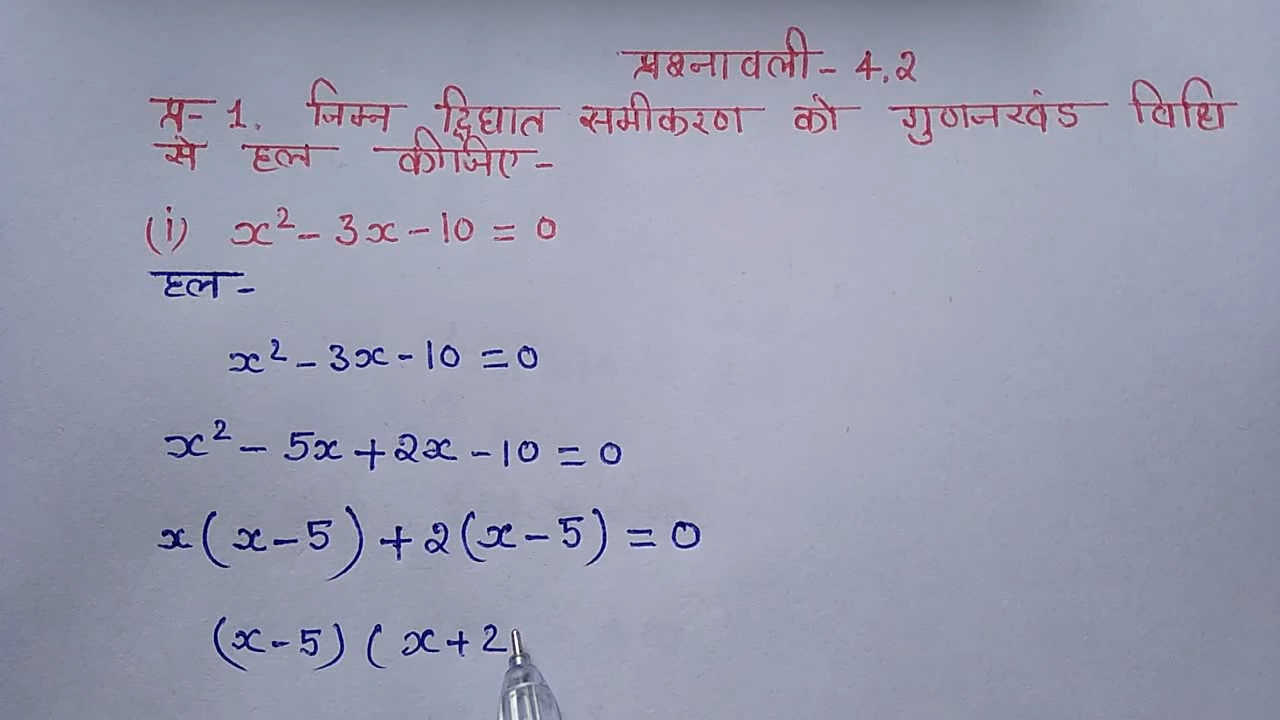 प्रश्नावली - 4.2
प्र- 1. निम्न द्विघात समीकरण को गुणनखंड विधि
से हल कीजिए -
(i) x² - 3x - 10 = 0
हल -
x² - 3x - 10 = 0
x² - 5x + 2x - 10 = 0
x(x - 5) + 2(x - 5) = 0
(x - 5) (x + 2